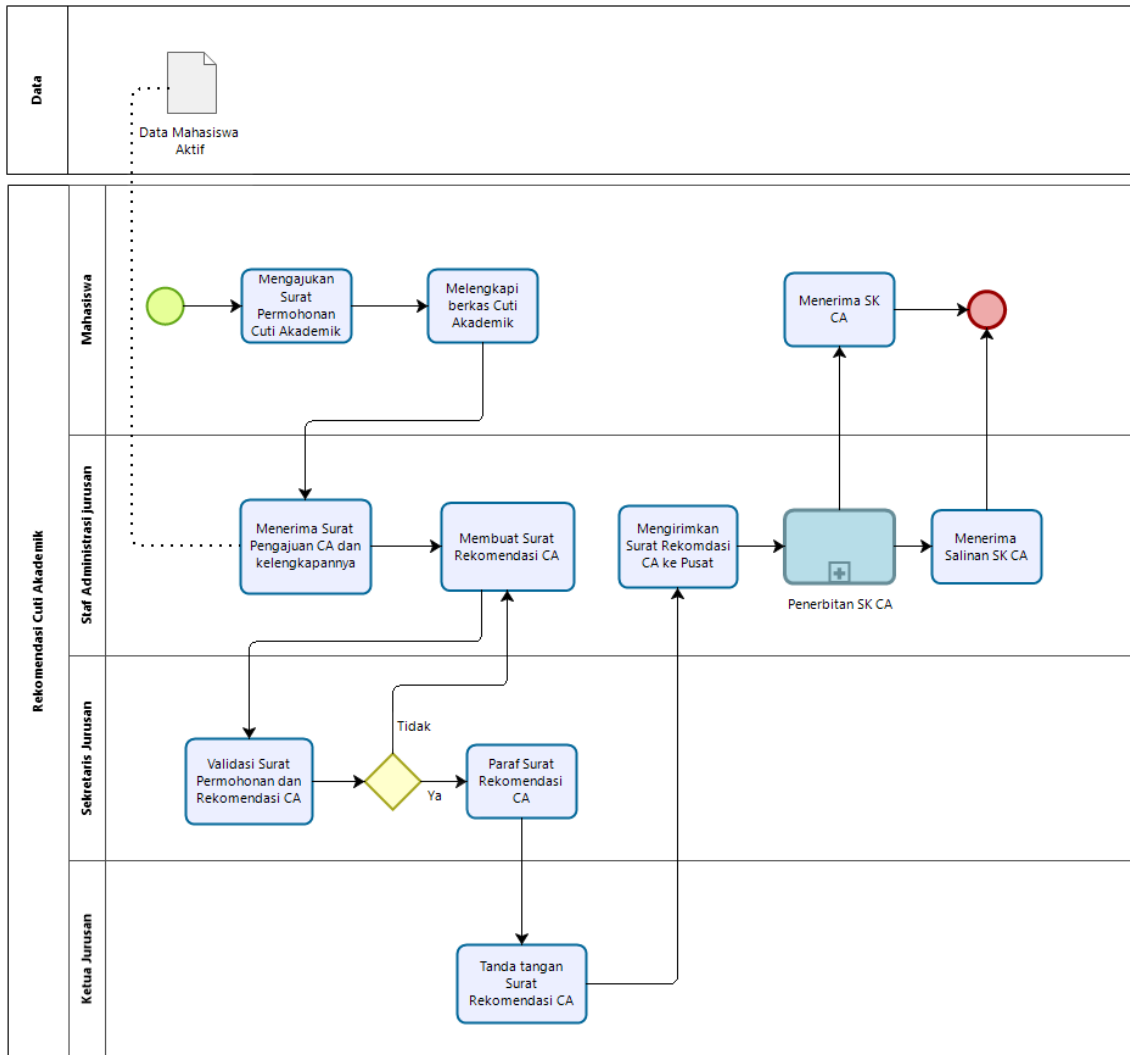 Data
Data Mahasiswa
Aktif
Rekomendasi Cuti Akademik
Mahasiswa
Mengajukan
Surat
Permohonan
Cuti Akademik
Melengkapi
berkas Cuti
Akademik
Menerima SK
CA
Staf Administrasi Jurusan
Menerima Surat
Pengajuan CA dan
kelengkapannya
Membuat Surat
Rekomendasi CA
Mengirimkan
Surat Rekomdasi
CA ke Pusat
Penerbitan SK CA
Menerima
Salinan SK CA
Sekretaris Jurusan
Validasi Surat
Permohonan dan
Rekomendasi CA
Tidak
Ya
Paraf Surat
Rekomendasi
CA
Ketua Jurusan
Tanda tangan
Surat
Rekomendasi CA